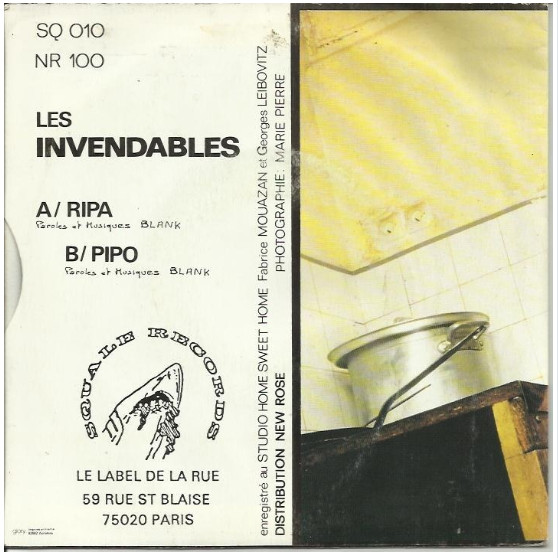 SQ 010
NR 100
LES
INVENDABLES
A/ RIPA
Paroles et Musiques BLANK
B/ PIPO
Paroles et Musiques BLANK
SQUALE RECORDS
LE LABEL DE LA RUE
59 RUE ST BLAISE
75020 PARIS
enregistré au STUDIO HOME SWEET HOME Fabrice MOUAZAN et Georges LEIBOVITZ
PHOTOGRAPHIE: MARIE PIERRE
DISTRIBUTION NEW ROSE